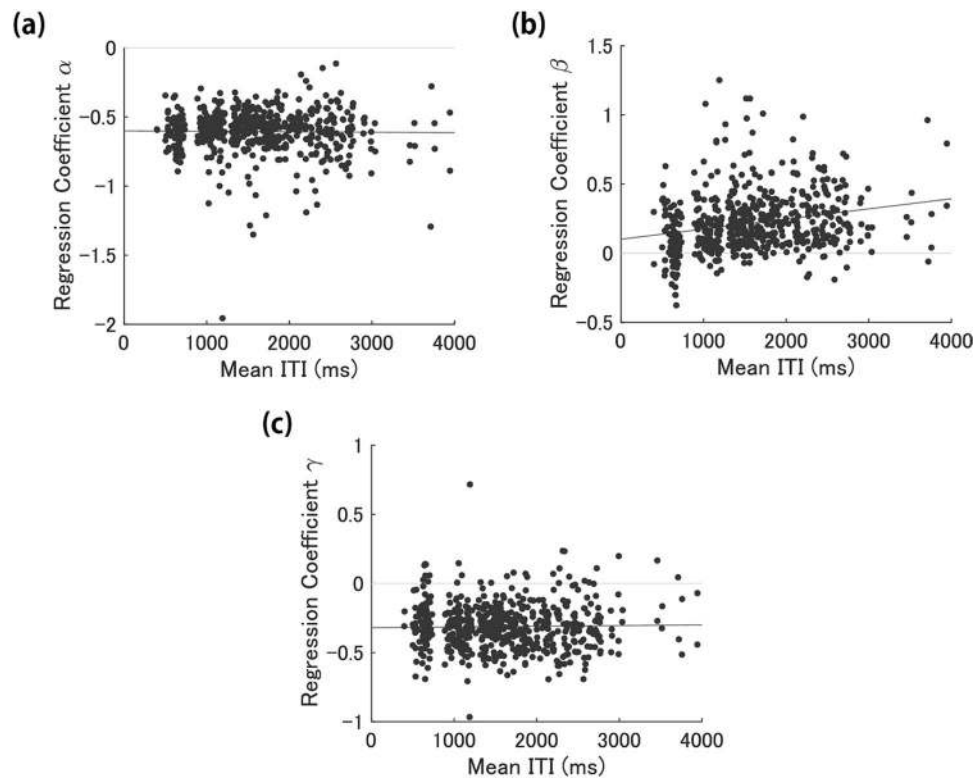 (a)
0
-0.5
-1
-1.5
-2
Regression Coefficient α
0 1000 2000 3000 4000
Mean ITI (ms)
(b)
1.5
1
0.5
0
-0.5
Regression Coefficient β
0 1000 2000 3000 4000
Mean ITI (ms)
(c)
1
0.5
0
-0.5
-1
Regression Coefficient γ
0 1000 2000 3000 4000
Mean ITI (ms)